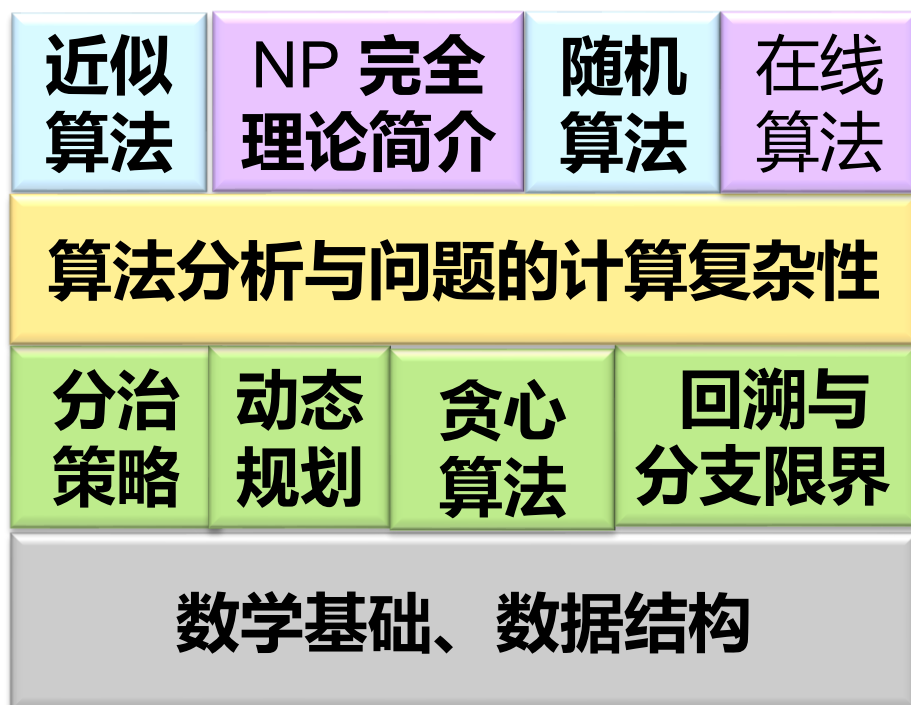 近似
算法
NP 完全
理论简介
随机
算法
在线
算法
算法分析与问题的计算复杂性
分治
策略
动态
规划
贪心
算法
回溯与
分支限界
数学基础、数据结构